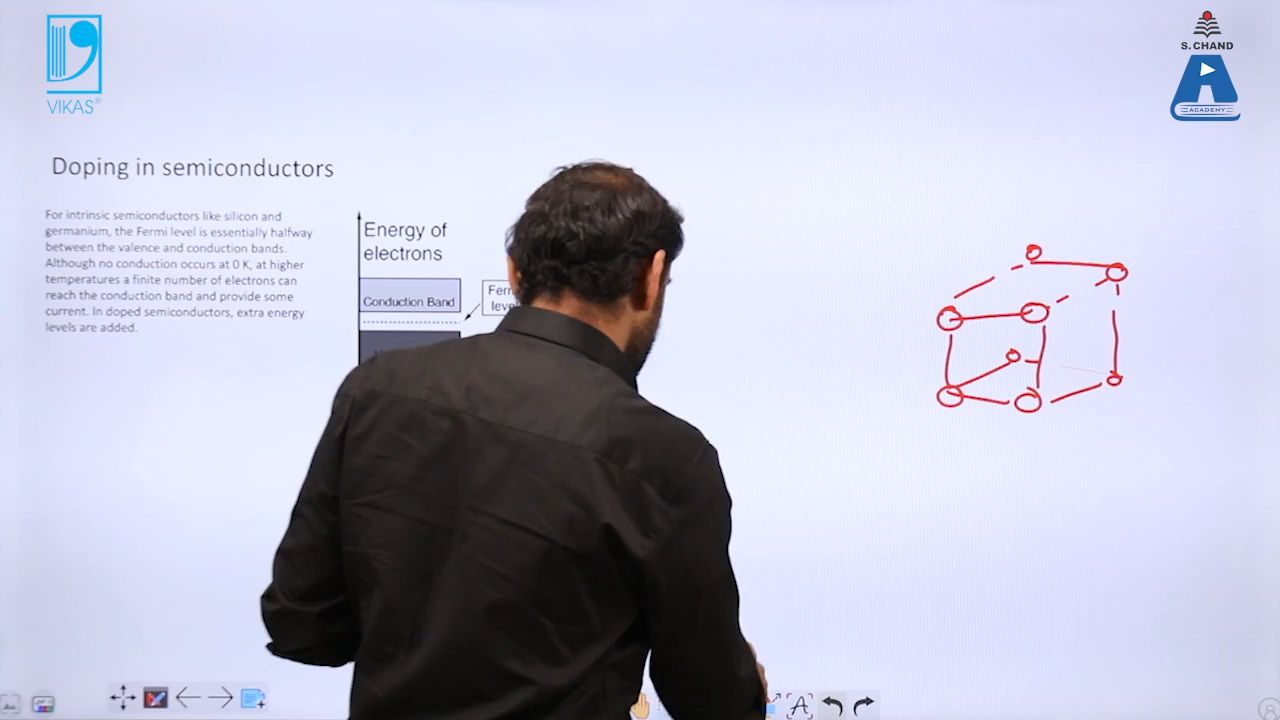 VIKAS®
S. CHAND
ACADEMY
Doping in semiconductors
For intrinsic semiconductors like silicon and
germanium, the Fermi level is essentially halfway
between the valence and conduction bands.
Although no conduction occurs at 0 K, at higher
temperatures a finite number of electrons can
reach the conduction band and provide some
current. In doped semiconductors, extra energy
levels are added.
Energy of
electrons
Conduction Band